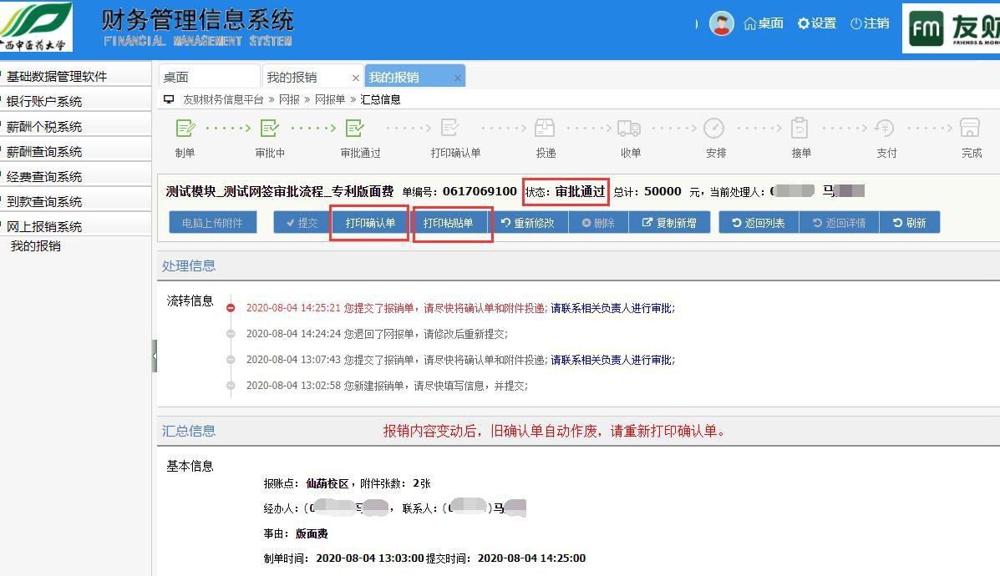 财务管理信息系统
FINANCIAL MANAGEMENT SYSTEM
广西中医药大学
桌面 设置 注销
fm 友财
FRIENDS & MON
基础数据管理软件
银行账户系统
薪酬个税系统
薪酬查询系统
经费查询系统
到款查询系统
网上报销系统
我的报销
桌面 我的报销 × 我的报销 ×
友财财务信息平台 » 网报 » 网报单 » 汇总信息
制单 审批中 审批通过 打印确认单 投递 收单 安排 接单 支付 完成
测试模块_测试网签审批流程_专利版面费 单编号: 0617069100 状态: 审批通过 总计: 50000 元, 当前处理人: 马
电脑上传附件 提交 打印确认单 打印粘贴单 重新修改 删除 复制新增 返回列表 返回详情 刷新
处理信息
流转信息
2020-08-04 14:25:21 您提交了报销单, 请尽快将确认单和附件投递; 请联系相关负责人进行审批;
2020-08-04 14:24:24 您退回了网报单, 请修改后重新提交;
2020-08-04 13:07:43 您提交了报销单, 请尽快将确认单和附件投递; 请联系相关负责人进行审批;
2020-08-04 13:02:58 您新建报销单, 请尽快填写信息, 并提交;
汇总信息 报销内容变动后, 旧确认单自动作废, 请重新打印确认单。
基本信息
报账点: 仙葫校区, 附件张数: 2张
经办人: (0 , 联系人: (0 )马
事由: 版面费
制单时间: 2020-08-04 13:03:00 提交时间: 2020-08-04 14:25:00